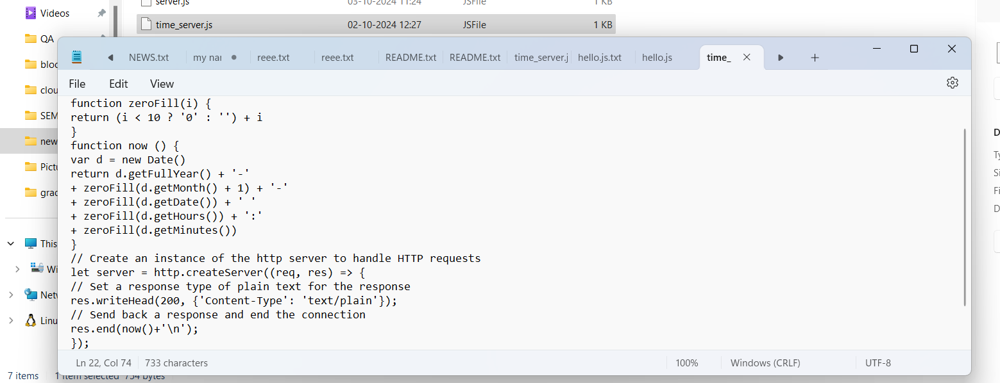 Videos
server.js 03-10-2024 11:24 JSFile 1 KB
time_server.js 02-10-2024 12:27 JSFile 1 KB
QA
NEWS.txt my nar reee.txt reee.txt README.txt README.txt time_server.j hello.js.txt hello.js time_
File Edit View
function zeroFill(i) {
return (i < 10 ? '0' : '') + i
}
function now () {
var d = new Date()
return d.getFullYear() + '-'
+ zeroFill(d.getMonth() + 1) + '-'
+ zeroFill(d.getDate()) + ' '
+ zeroFill(d.getHours()) + ':'
+ zeroFill(d.getMinutes())
}
// Create an instance of the http server to handle HTTP requests
let server = http.createServer((req, res) => {
// Set a response type of plain text for the response
res.writeHead(200, {'Content-Type': 'text/plain'});
// Send back a response and end the connection
res.end(now()+'\n');
});
Ln 22, Col 74 733 characters 100% Windows (CRLF) UTF-8
bloc
clou
SEM
new
Pictu
grad
This
Wi
Netw
Linu
7 items 1 item selected 754 bytes
D
Ty
Si
Fi
D